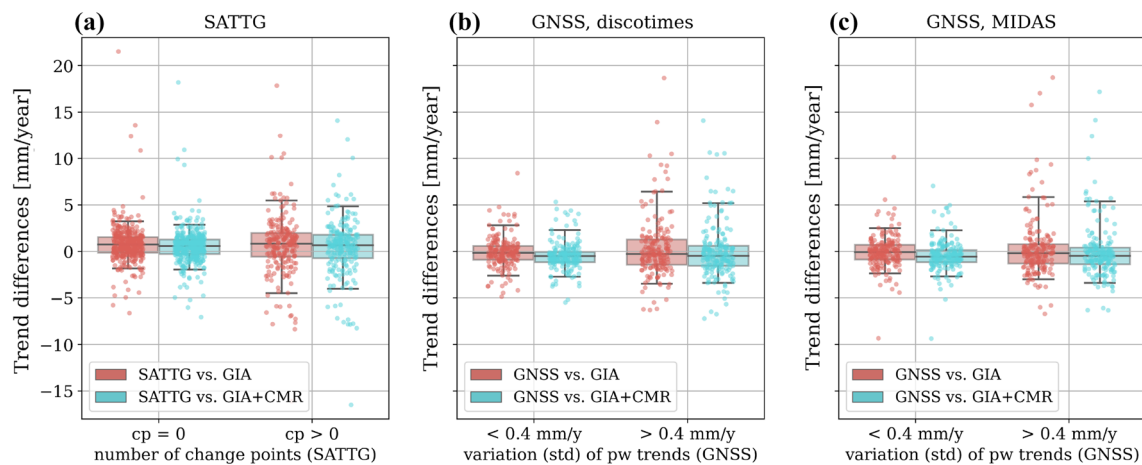 (a) SATTG
(b) GNSS, discotimes
(c) GNSS, MIDAS
Trend differences [mm/year]
20
15
10
5
0
−5
−10
−15
SATTG vs. GIA
SATTG vs. GIA+CMR
cp = 0 cp > 0
number of change points (SATTG)
Trend differences [mm/year]
GNSS vs. GIA
GNSS vs. GIA+CMR
< 0.4 mm/y > 0.4 mm/y
variation (std) of pw trends (GNSS)
Trend differences [mm/year]
GNSS vs. GIA
GNSS vs. GIA+CMR
< 0.4 mm/y > 0.4 mm/y
variation (std) of pw trends (GNSS)